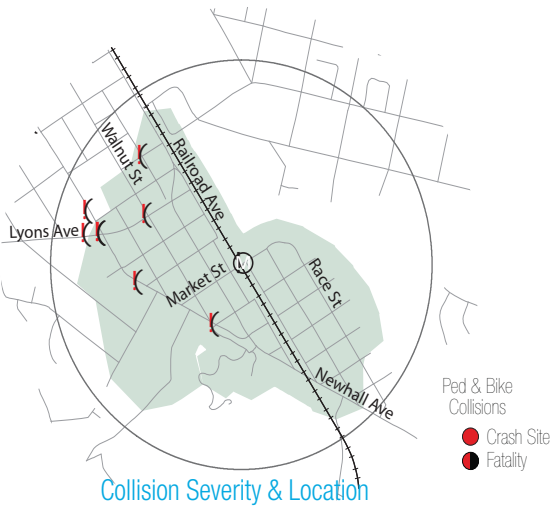 Walnut St
Railroad Ave
Lyons Ave
Market St
Race St
Newhall Ave
Ped & Bike
Collisions
Crash Site
Fatality
Collision Severity & Location